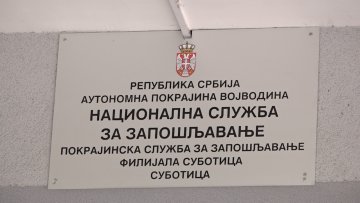 РЕПУБЛИКА СРБИЈА
АУТОНОМНА ПОКРАЈИНА ВОЈВОДИНА
НАЦИОНАЛНА СЛУЖБА
ЗА ЗАПОШЉАВАЊЕ
ПОКРАЈИНСКА СЛУЖБА ЗА ЗАПОШЉАВАЊЕ
ФИЛИЈАЛА СУБОТИЦА
СУБОТИЦА